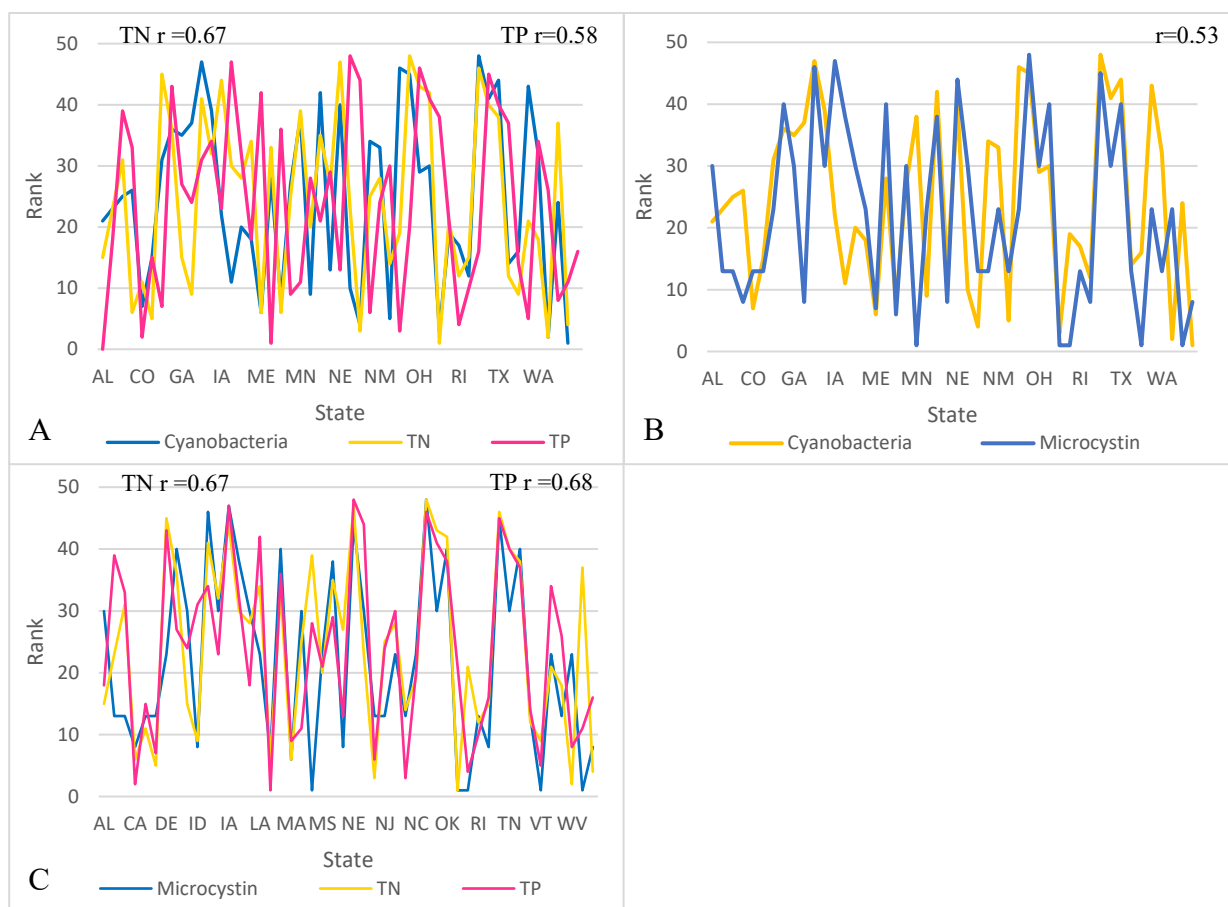 TN r =0.67 TP r=0.58
50
40
30
20
10
0
Rank
AL CO GA IA ME MN NE NM OH RI TX WA
State
A
Cyanobacteria TN TP
r=0.53
50
40
30
20
10
0
Rank
AL CO GA IA ME MN NE NM OH RI TX WA
State
B
Cyanobacteria Microcystin
TN r =0.67 TP r =0.68
50
40
30
20
10
0
Rank
AL CA DE ID IA LA MA MS NE NJ NC OK RI TN VT WV
State
C
Microcystin TN TP